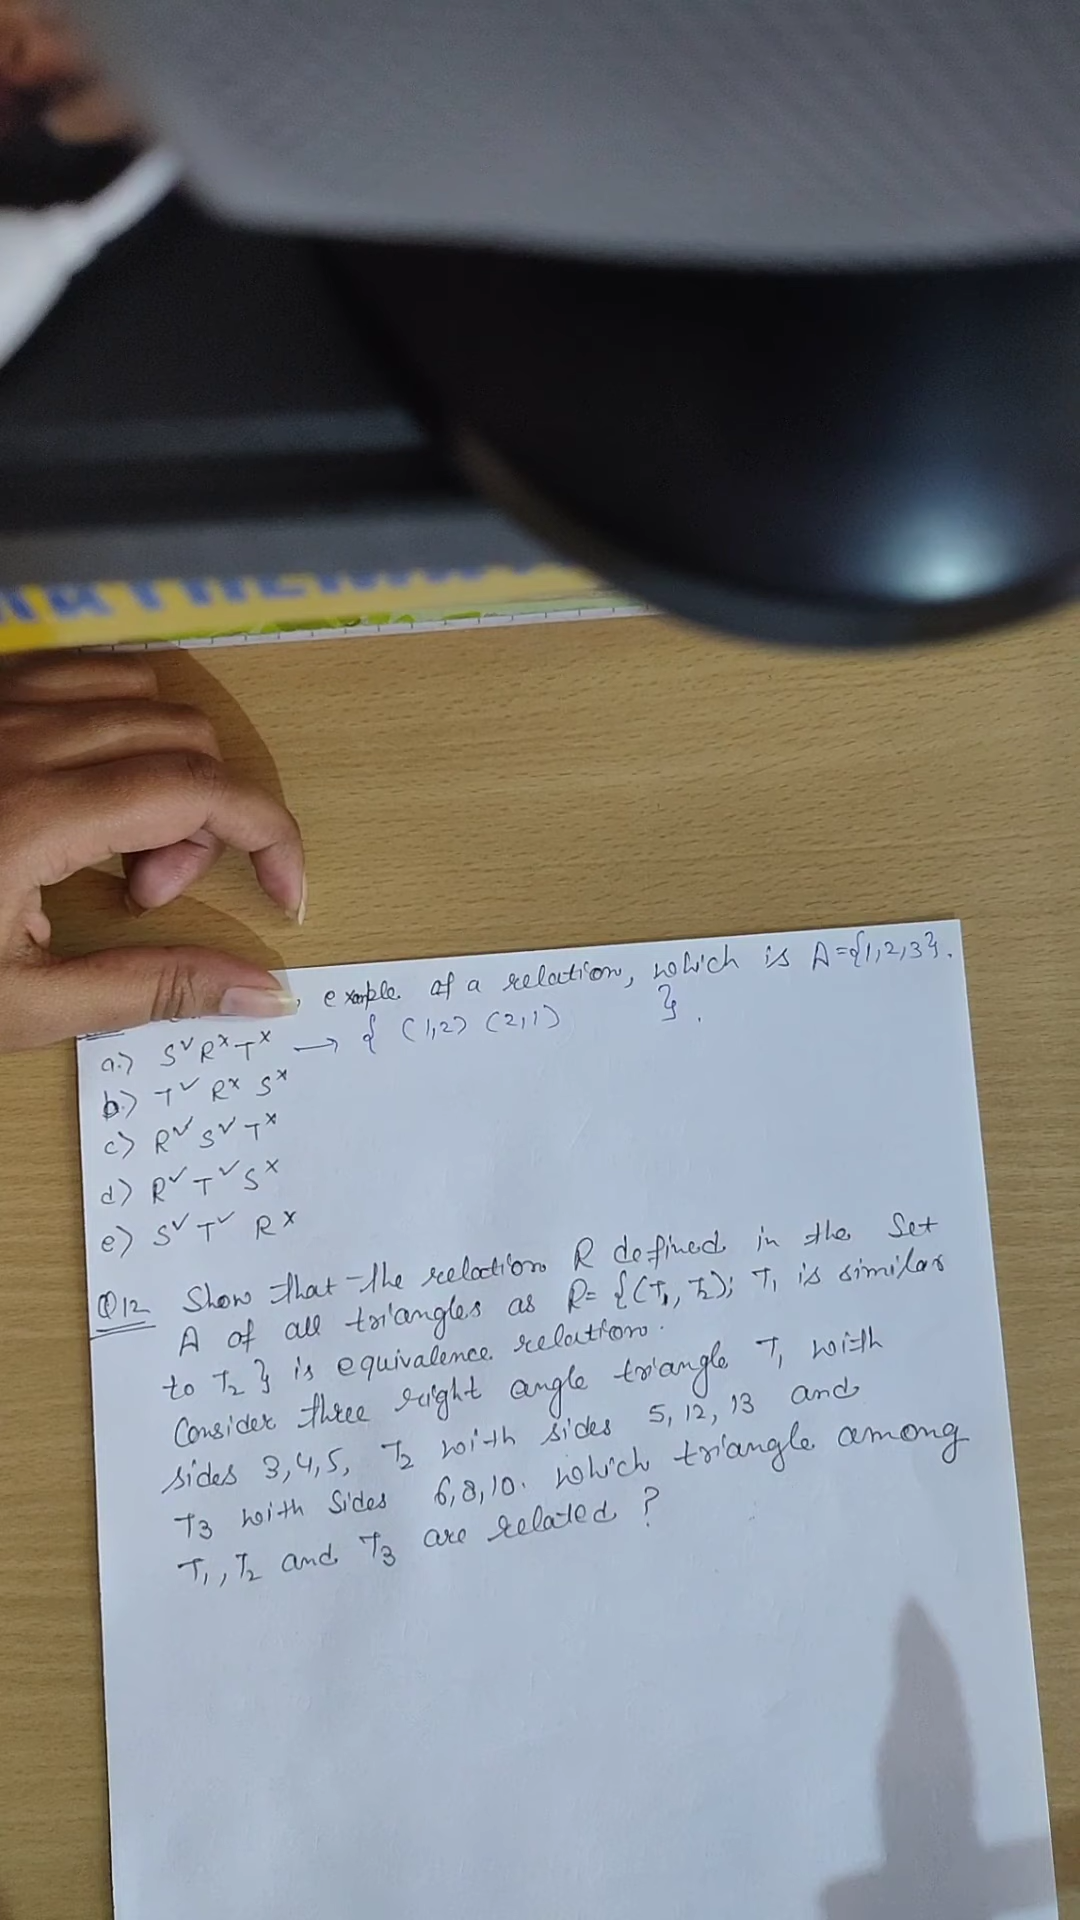 example of a relation, which is A={1,2,3}.
a.) S✓ R× T× → { (1,2) (2,1) }.
b.) T✓ R× S×
c) R✓ S✓ T×
d) R✓ T✓ S×
e) S✓ T✓ R×
Q12 Show that the relation R defined in the set
A of all triangles as R= {(T₁, T₂); T₁ is similar
to T₂ } is equivalence relation.
Consider three right angle triangle T₁ with
sides 3,4,5, T₂ with sides 5, 12, 13 and
T₃ with sides 6,8,10. which triangle among
T₁, T₂ and T₃ are related ?